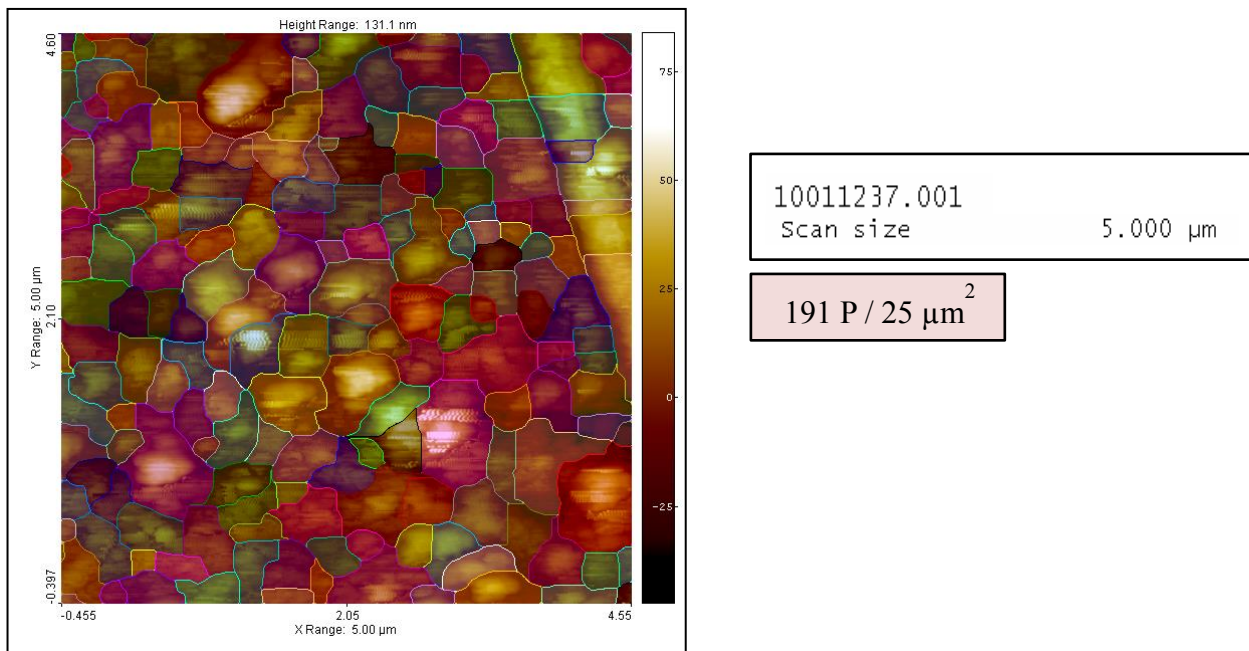 Height Range: 131.1 nm
4.60
2.10
-0.397
Y Range: 5.00 µm
-0.455
2.05
4.55
X Range: 5.00 µm
75
50
25
0
-25
10011237.001
Scan size 5.000 µm
191 P / 25 µm²